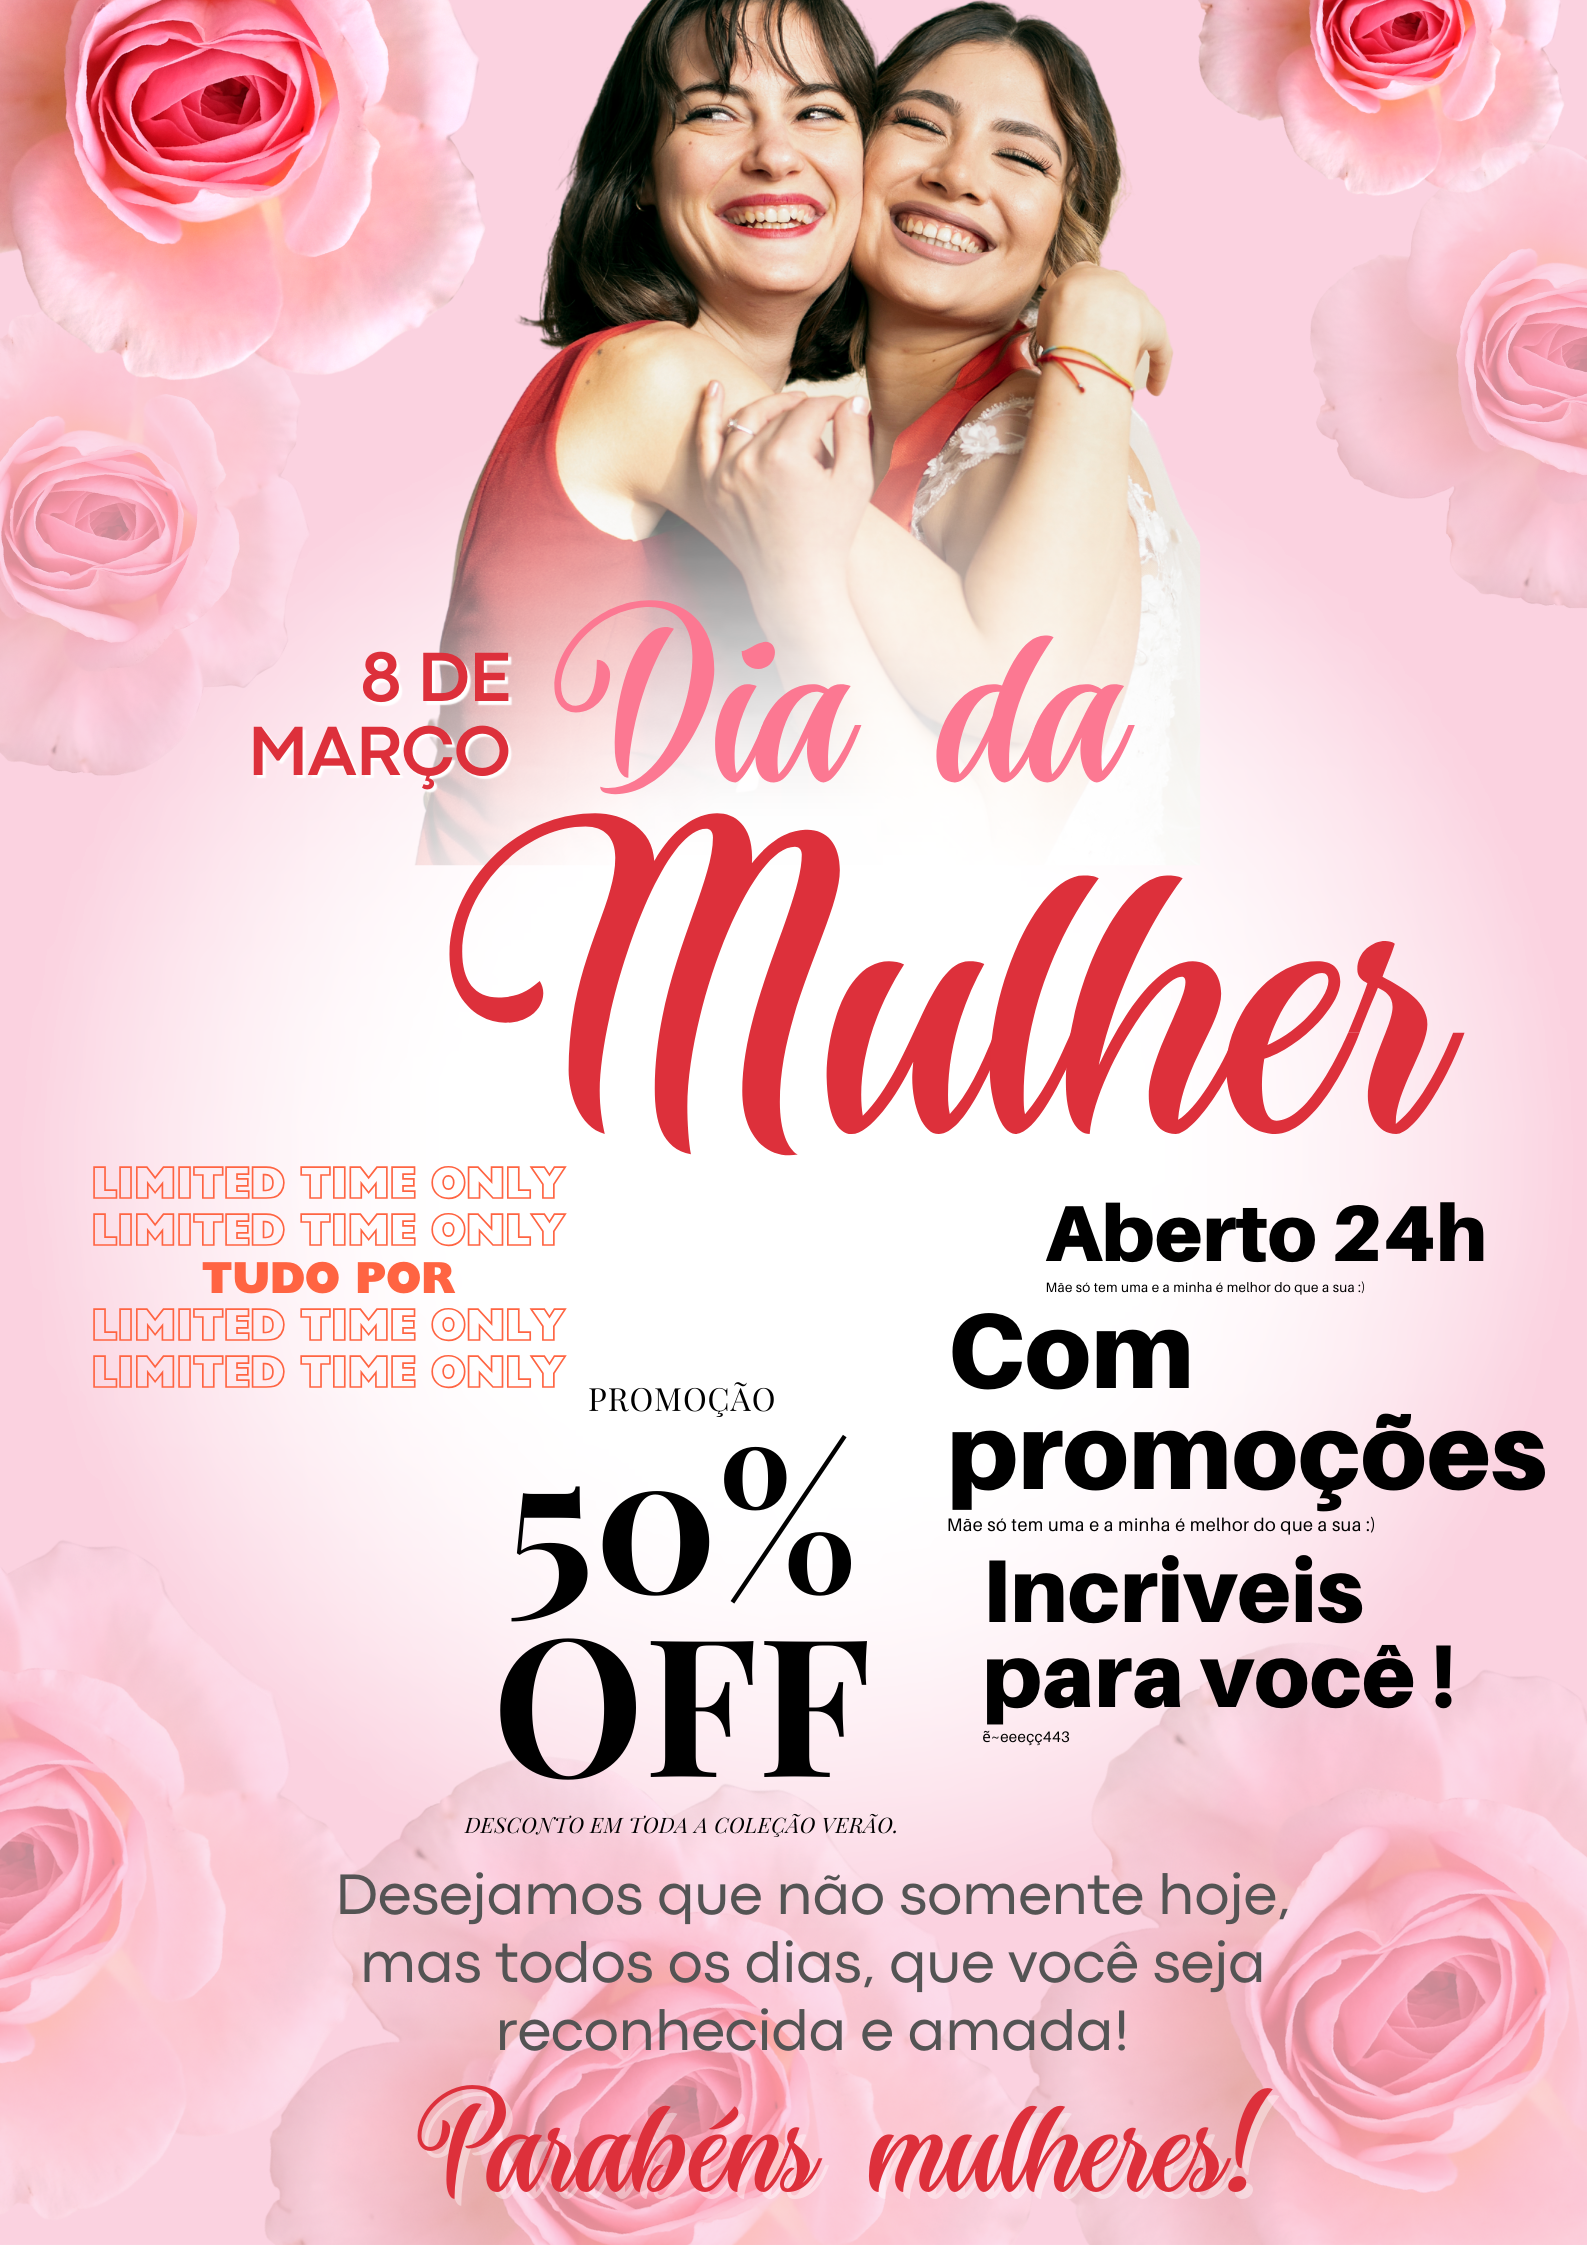 8 DE
MARÇO
Dia da
Mulher
LIMITED TIME ONLY
LIMITED TIME ONLY
TUDO POR
LIMITED TIME ONLY
LIMITED TIME ONLY
Aberto 24h
Mãe só tem uma e a minha é melhor do que a sua :)
Com
promoções
Mãe só tem uma e a minha é melhor do que a sua :)
Incriveis
para você !
ẽ~eeeçç443
PROMOÇÃO
50%
OFF
DESCONTO EM TODA A COLEÇÃO VERÃO.
Desejamos que não somente hoje,
mas todos os dias, que você seja
reconhecida e amada!
Parabéns mulheres!